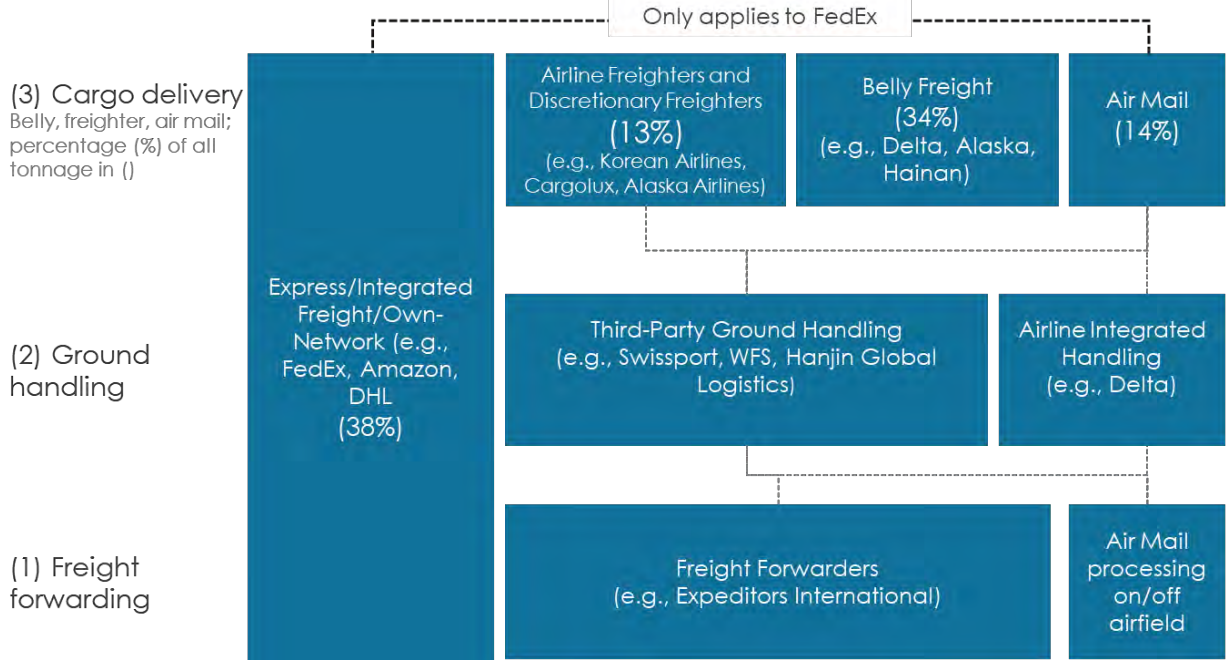 Only applies to FedEx
(3) Cargo delivery
Belly, freighter, air mail;
percentage (%) of all
tonnage in ()
Airline Freighters and
Discretionary Freighters
(13%)
(e.g., Korean Airlines,
Cargolux, Alaska Airlines)
Belly Freight
(34%)
(e.g., Delta, Alaska,
Hainan)
Air Mail
(14%)
Express/Integrated
Freight/Own-
Network (e.g.,
FedEx, Amazon,
DHL
(38%)
(2) Ground
handling
Third-Party Ground Handling
(e.g., Swissport, WFS, Hanjin Global
Logistics)
Airline Integrated
Handling
(e.g., Delta)
(1) Freight
forwarding
Freight Forwarders
(e.g., Expeditors International)
Air Mail
processing
on/off
airfield